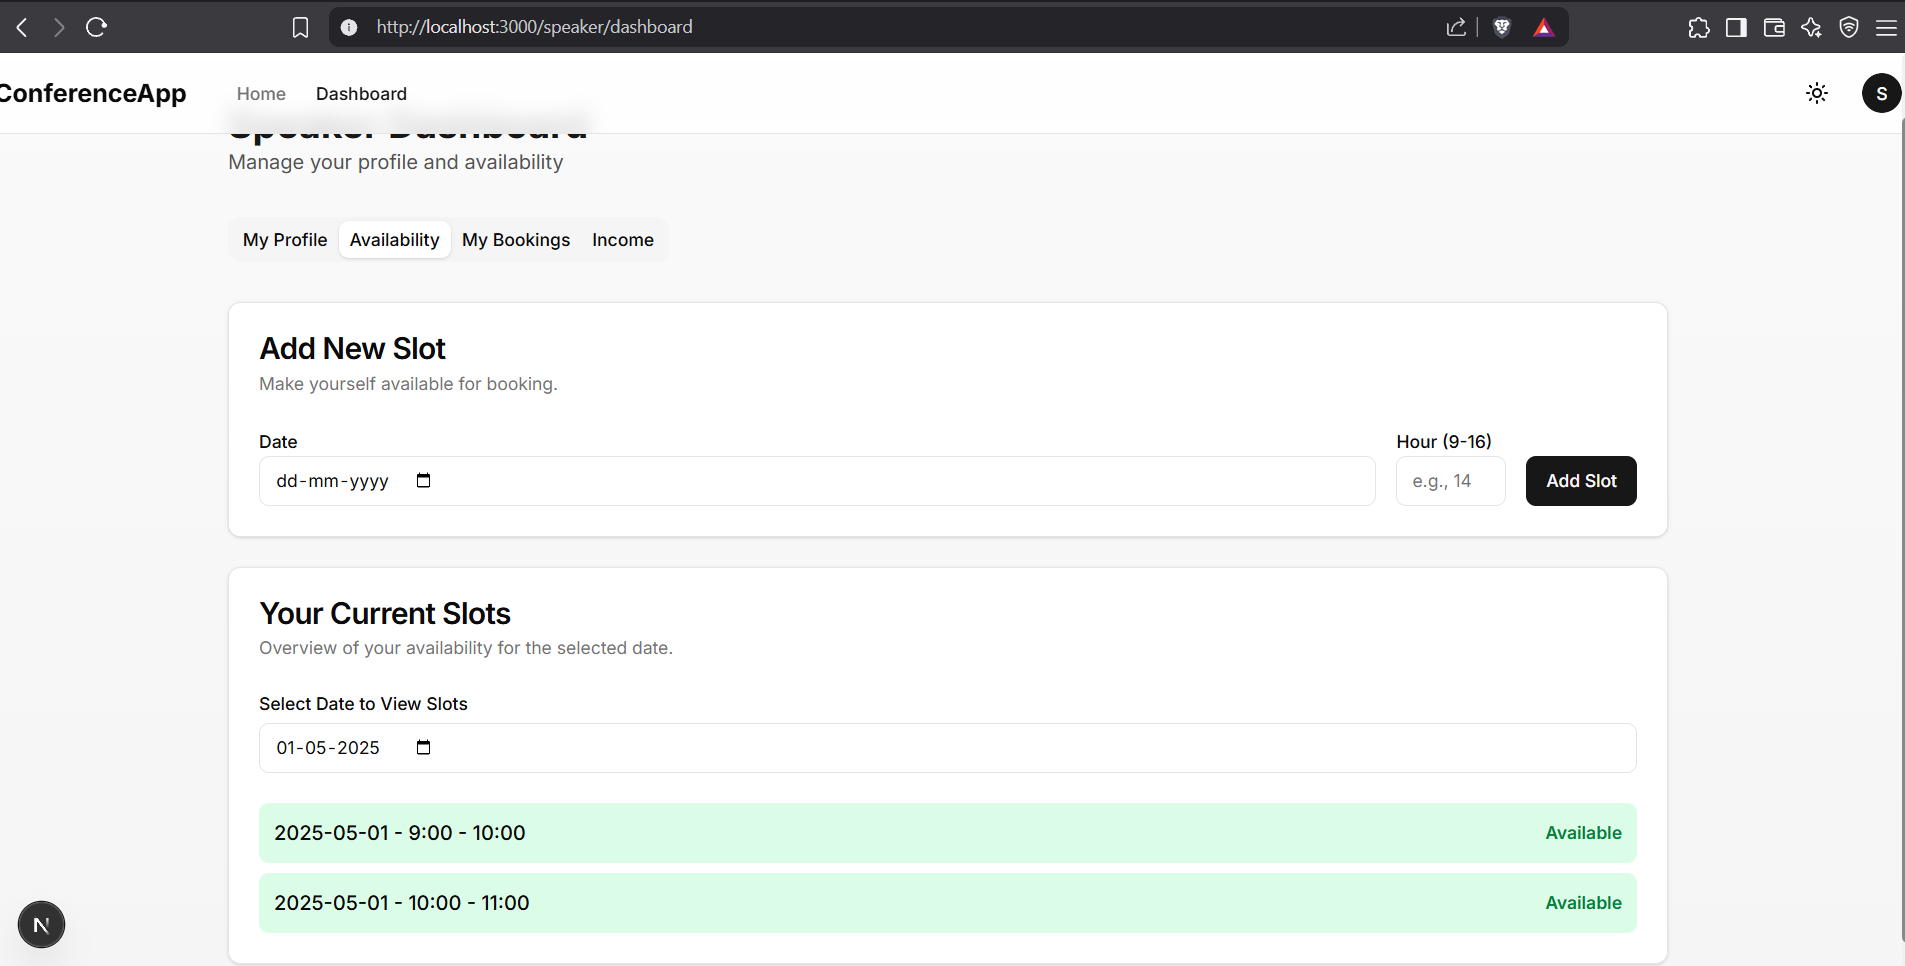 http://localhost:3000/speaker/dashboard
ConferenceApp
Home
Dashboard
S
Speaker Dashboard
Manage your profile and availability
My Profile
Availability
My Bookings
Income
Add New Slot
Make yourself available for booking.
Date
Hour (9-16)
dd-mm-yyyy
e.g., 14
Add Slot
Your Current Slots
Overview of your availability for the selected date.
Select Date to View Slots
01-05-2025
2025-05-01 - 9:00 - 10:00
Available
2025-05-01 - 10:00 - 11:00
Available
N